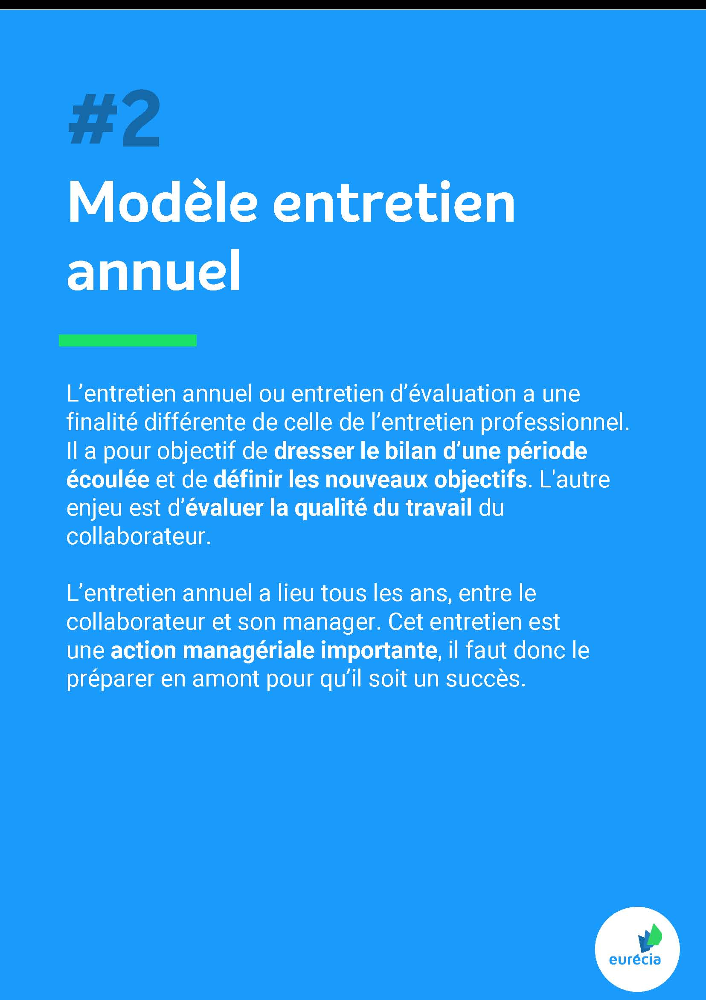 #2
Modèle entretien
annuel
L’entretien annuel ou entretien d’évaluation a une
finalité différente de celle de l’entretien professionnel.
Il a pour objectif de dresser le bilan d’une période
écoulée et de définir les nouveaux objectifs. L'autre
enjeu est d’évaluer la qualité du travail du
collaborateur.
L’entretien annuel a lieu tous les ans, entre le
collaborateur et son manager. Cet entretien est
une action managériale importante, il faut donc le
préparer en amont pour qu’il soit un succès.
eurécia